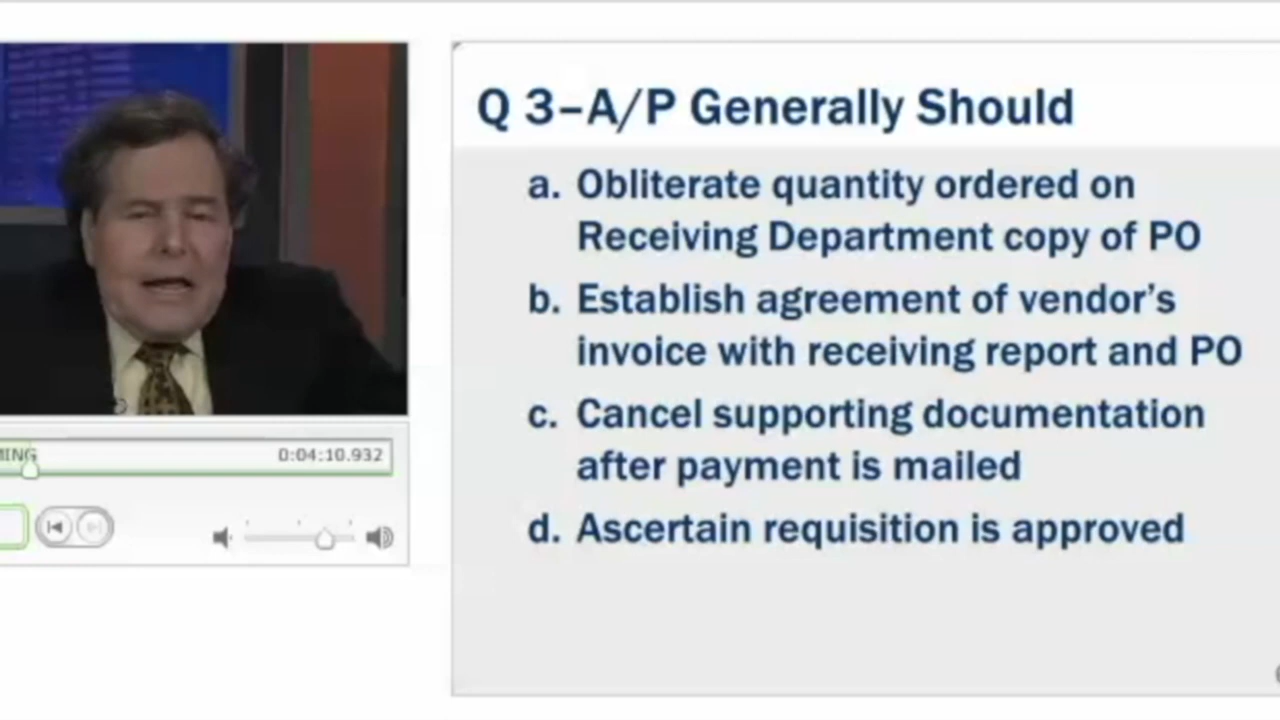 Q 3–A/P Generally Should
a. Obliterate quantity ordered on
Receiving Department copy of PO
b. Establish agreement of vendor's
invoice with receiving report and PO
c. Cancel supporting documentation
after payment is mailed
d. Ascertain requisition is approved
MING
0:04:10.932